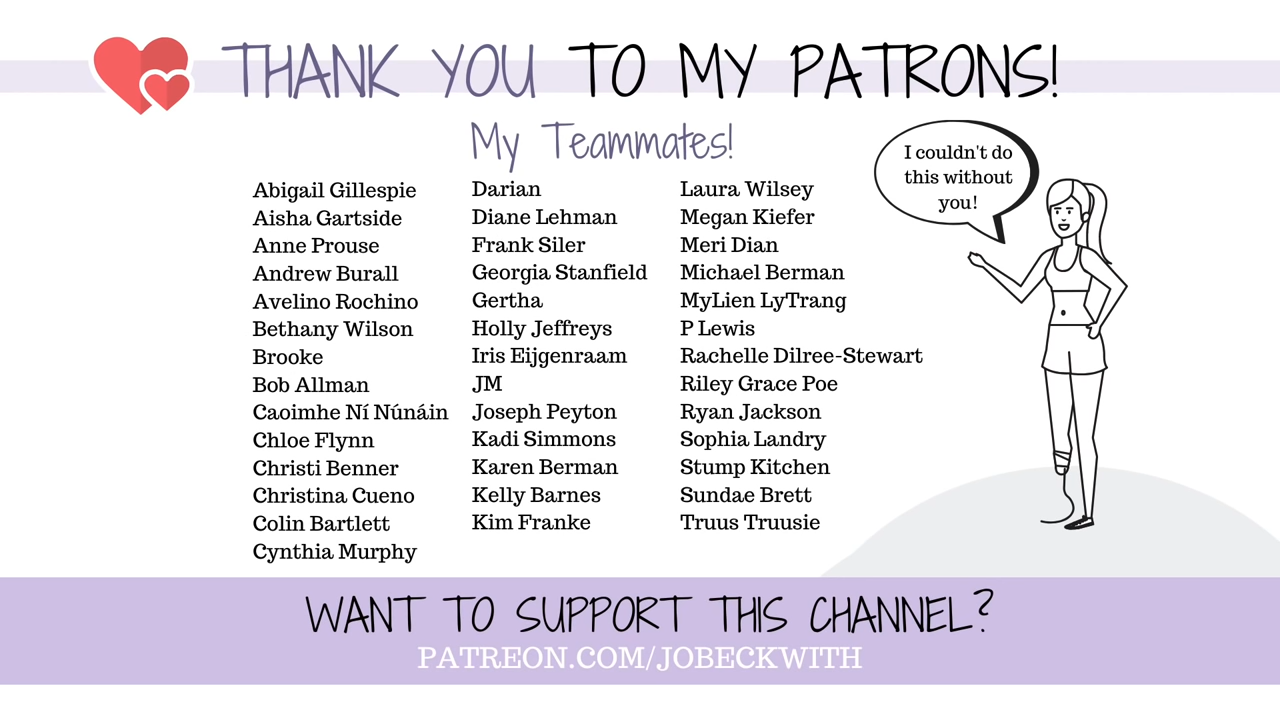 THANK YOU TO MY PATRONS!
My Teammates!
Abigail Gillespie
Aisha Gartside
Anne Prouse
Andrew Burall
Avelino Rochino
Bethany Wilson
Brooke
Bob Allman
Caoimhe Ní Núnáin
Chloe Flynn
Christi Benner
Christina Cueno
Colin Bartlett
Cynthia Murphy
Darian
Diane Lehman
Frank Siler
Georgia Stanfield
Gertha
Holly Jeffreys
Iris Eijgenraam
JM
Joseph Peyton
Kadi Simmons
Karen Berman
Kelly Barnes
Kim Franke
Laura Wilsey
Megan Kiefer
Meri Dian
Michael Berman
MyLien LyTrang
P Lewis
Rachelle Dilree-Stewart
Riley Grace Poe
Ryan Jackson
Sophia Landry
Stump Kitchen
Sundae Brett
Truus Truusie
I couldn't do
this without
you!
WANT TO SUPPORT THIS CHANNEL?
PATREON.COM/JOBECKWITH